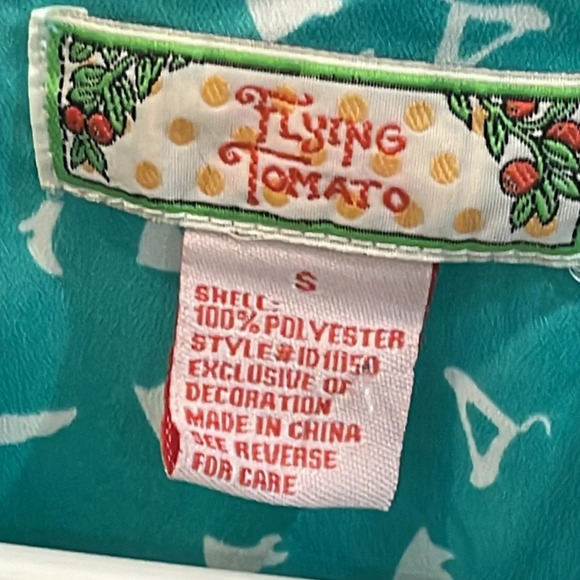 FLYING
TOMATO
S
SHELL:
100% POLYESTER
STYLE#ID11150
EXCLUSIVE OF
DECORATION
MADE IN CHINA
SEE REVERSE
FOR CARE